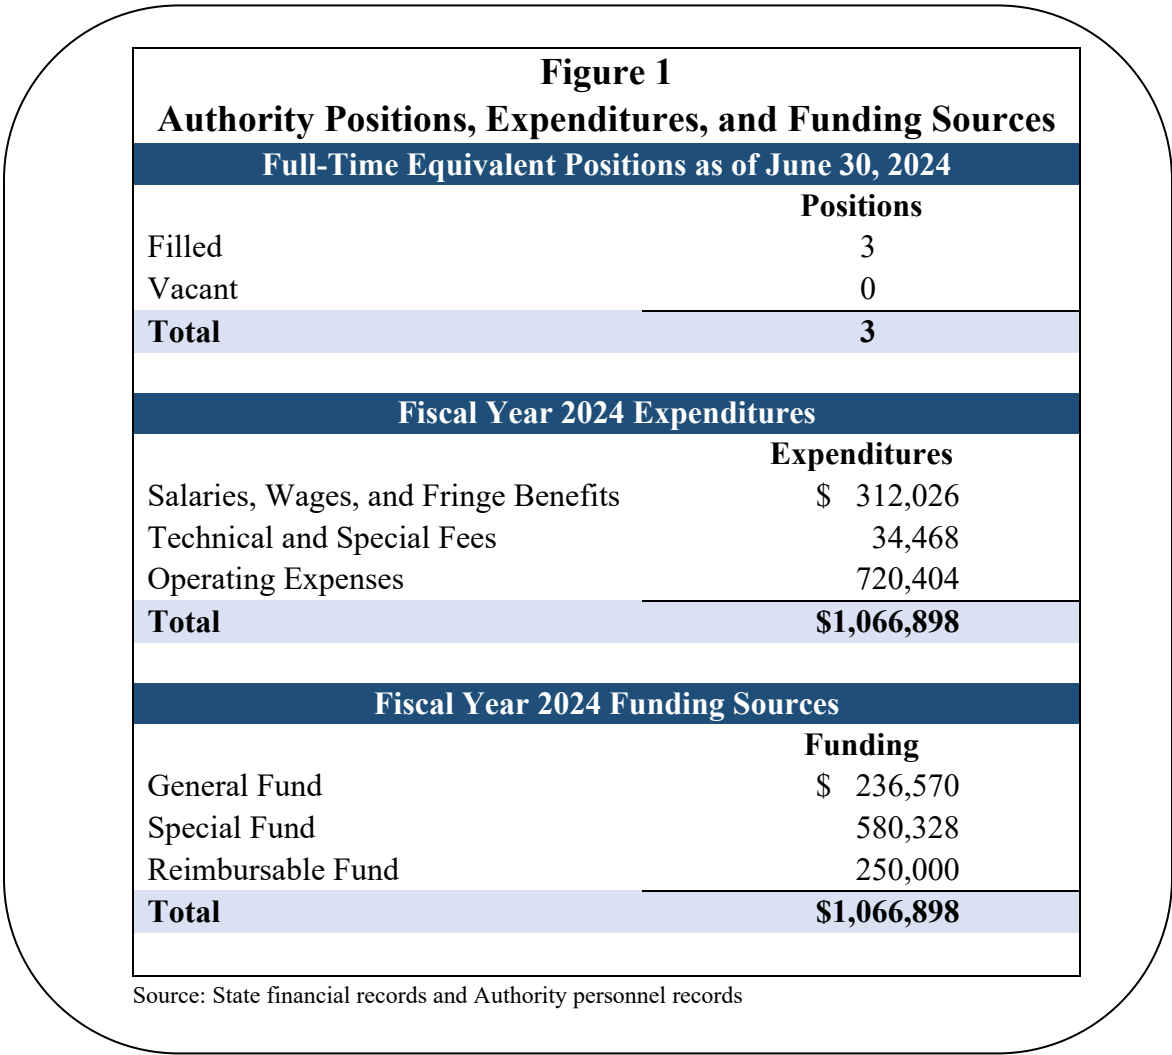 Figure 1
Authority Positions, Expenditures, and Funding Sources
Full-Time Equivalent Positions as of June 30, 2024
Positions
Filled 3
Vacant 0
Total 3
Fiscal Year 2024 Expenditures
Expenditures
Salaries, Wages, and Fringe Benefits $ 312,026
Technical and Special Fees 34,468
Operating Expenses 720,404
Total $1,066,898
Fiscal Year 2024 Funding Sources
Funding
General Fund $ 236,570
Special Fund 580,328
Reimbursable Fund 250,000
Total $1,066,898
Source: State financial records and Authority personnel records